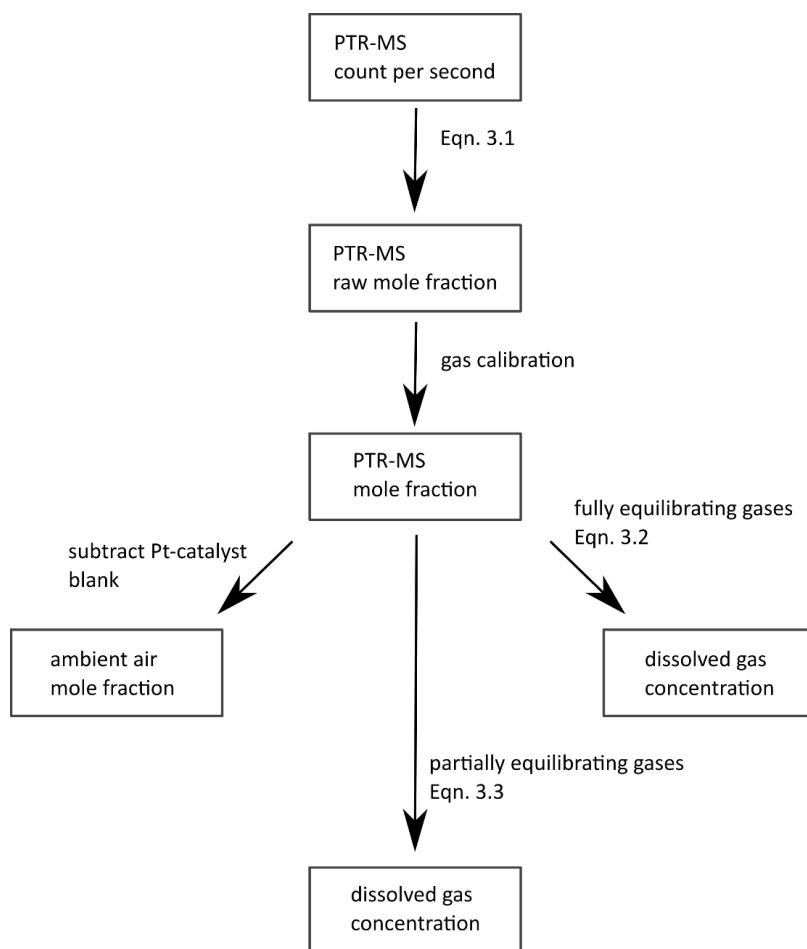 PTR-MS
count per second
Eqn. 3.1
PTR-MS
raw mole fraction
gas calibration
PTR-MS
mole fraction
subtract Pt-catalyst
blank
fully equilibrating gases
Eqn. 3.2
ambient air
mole fraction
dissolved gas
concentration
partially equilibrating gases
Eqn. 3.3
dissolved gas
concentration